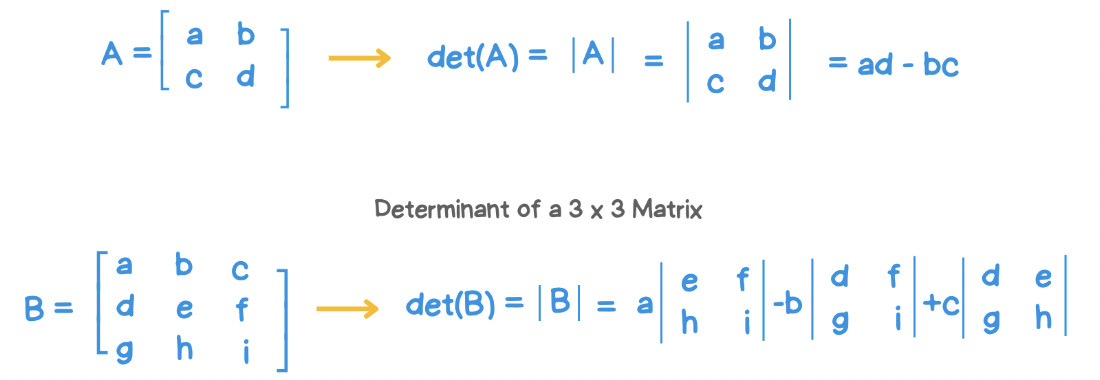 A = [ a b ] → det(A) = |A| = | a b | = ad - bc
c d c d
Determinant of a 3 x 3 Matrix
B = [ a b c ] → det(B) = |B| = a | e f | -b | d f | +c | d e |
d e f h i g i g h
g h i